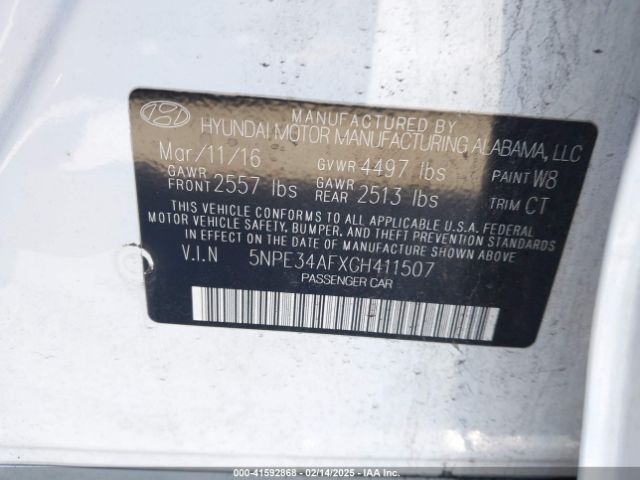 MANUFACTURED BY
HYUNDAI MOTOR MANUFACTURING ALABAMA, LLC
Mar/11/16 GVWR 4497 lbs PAINT W8
GAWR FRONT 2557 lbs GAWR REAR 2513 lbs TRIM CT
THIS VEHICLE CONFORMS TO ALL APPLICABLE U.S.A. FEDERAL
MOTOR VEHICLE SAFETY, BUMPER, AND THEFT PREVENTION STANDARDS
IN EFFECT ON THE DATE OF MANUFACTURE SHOWN ABOVE.
V.I.N 5NPE34AFXGH411507
PASSENGER CAR
000-41592868 - 02/14/2025 - IAA Inc.